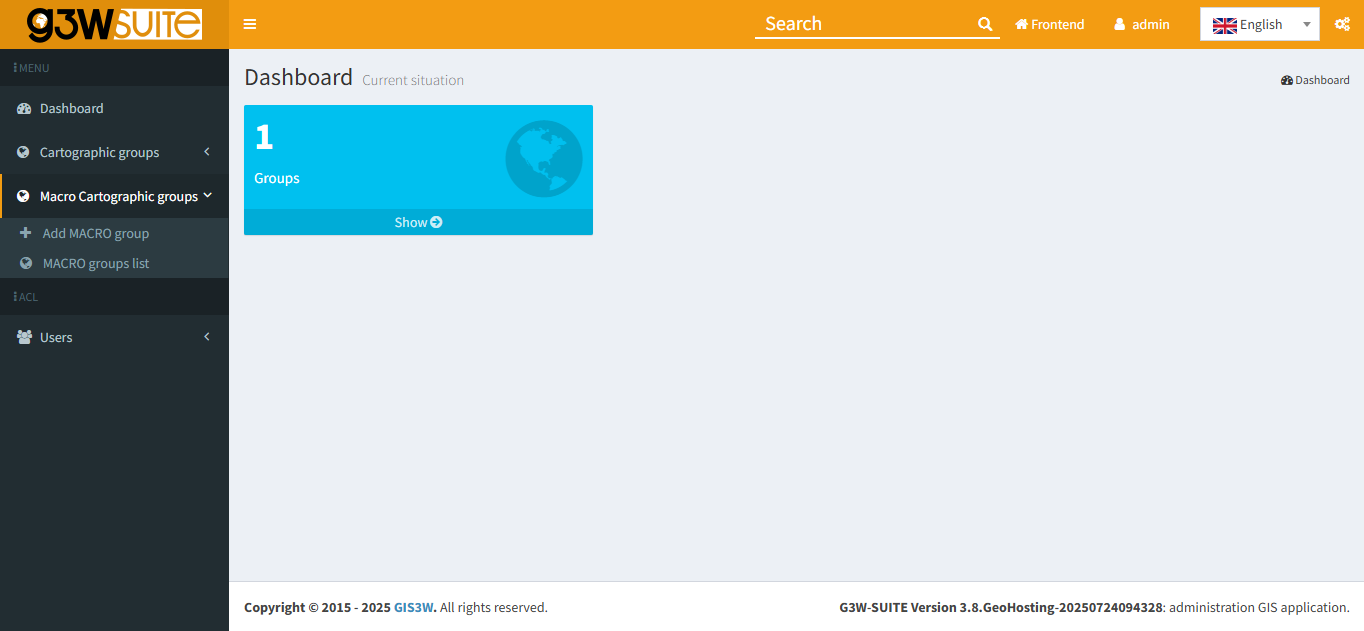 g3wSUITE
Search
Frontend
admin
English
MENU
Dashboard
Cartographic groups
Macro Cartographic groups
Add MACRO group
MACRO groups list
ACL
Users
Dashboard Current situation
Dashboard
1
Groups
Show
Copyright © 2015 - 2025 GIS3W. All rights reserved.
G3W-SUITE Version 3.8.GeoHosting-20250724094328: administration GIS application.